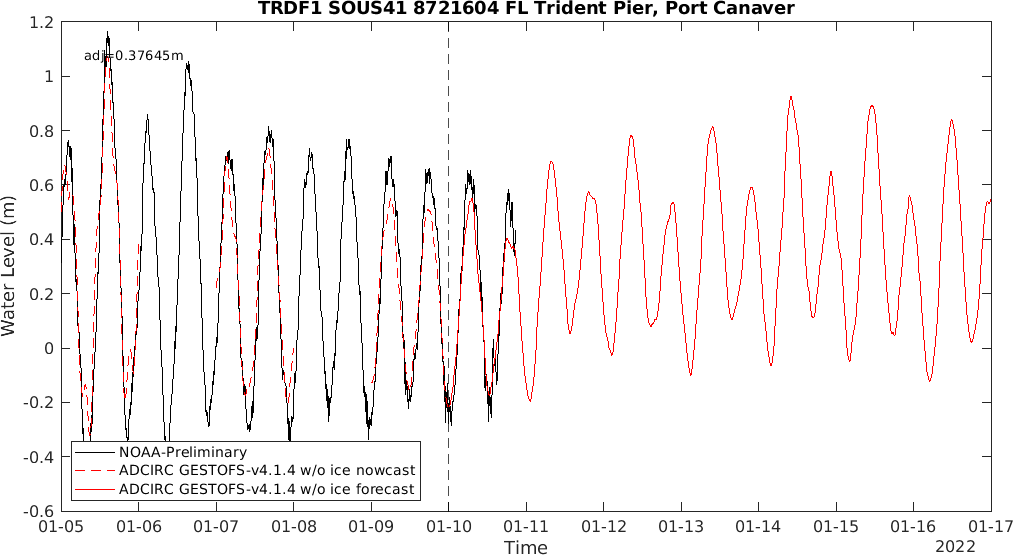 TRDF1 SOUS41 8721604 FL Trident Pier, Port Canaver
1.2
1
0.8
0.6
0.4
0.2
0
-0.2
-0.4
-0.6
Water Level (m)
adj=0.37645m
NOAA-Preliminary
ADCIRC GESTOFS-v4.1.4 w/o ice nowcast
ADCIRC GESTOFS-v4.1.4 w/o ice forecast
01-05 01-06 01-07 01-08 01-09 01-10 01-11 01-12 01-13 01-14 01-15 01-16 01-17
Time
2022